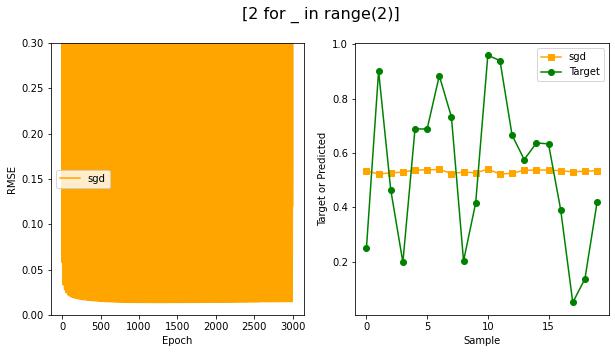 [2 for _ in range(2)]
RMSE
0.30
0.25
0.20
0.15
0.10
0.05
0.00
sgd
0 500 1000 1500 2000 2500 3000
Epoch
Target or Predicted
1.0
0.8
0.6
0.4
0.2
sgd
Target
0 5 10 15
Sample